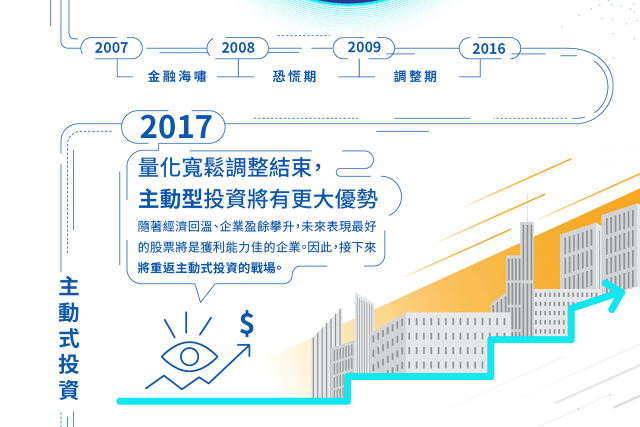 2007
2008
2009
2016
金融海嘯
恐慌期
調整期
2017
量化寬鬆調整結束，
主動型投資將有更大優勢
隨著經濟回溫、企業盈餘攀升，未來表現最好
的股票將是獲利能力佳的企業。因此，接下來
將重返主動式投資的戰場。
$
主動式投資